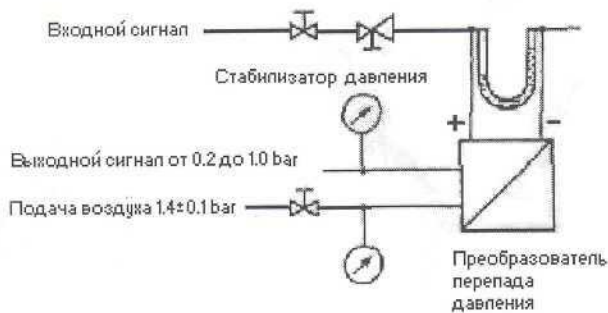 Входной сигнал
Стабилизатор давления
+ −
Выходной сигнал от 0.2 до 1.0 bar
Подача воздуха 1.4±0.1 bar
Преобразователь
перепада
давления